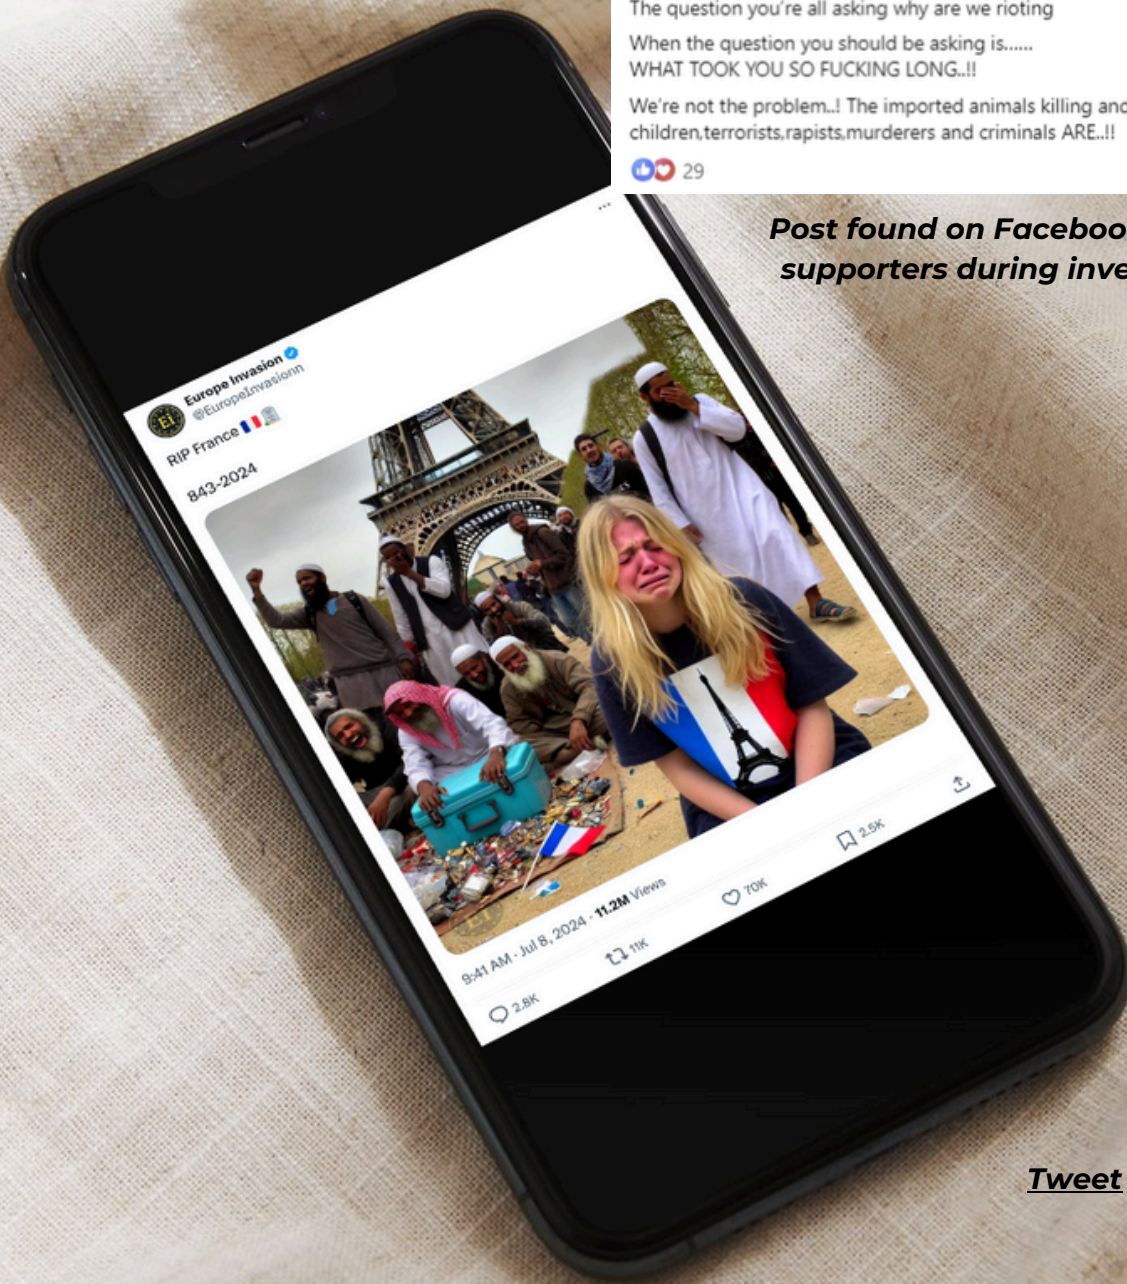 The question you're all asking why are we rioting
When the question you should be asking is......
WHAT TOOK YOU SO FUCKING LONG..!!
We're not the problem..! The imported animals killing and
children,terrorists,rapists,murderers and criminals ARE..!!
29
Post found on Faceboo
supporters during inve
Europe Invasion
@EuropeInvasionn
RIP France
843-2024
EI
9:41 AM · Jul 8, 2024 · 11.2M Views
2.8K
11K
70K
2.5K
Tweet